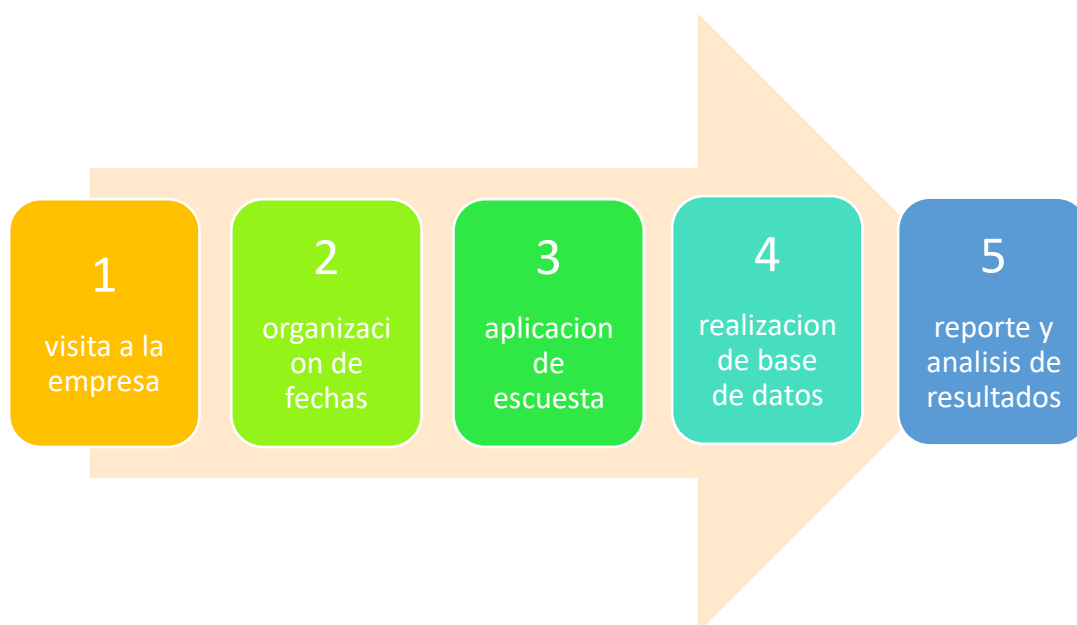 1
visita a la
empresa
2
organizaci
on de
fechas
3
aplicacion
de
escuesta
4
realizacion
de base
de datos
5
reporte y
analisis de
resultados